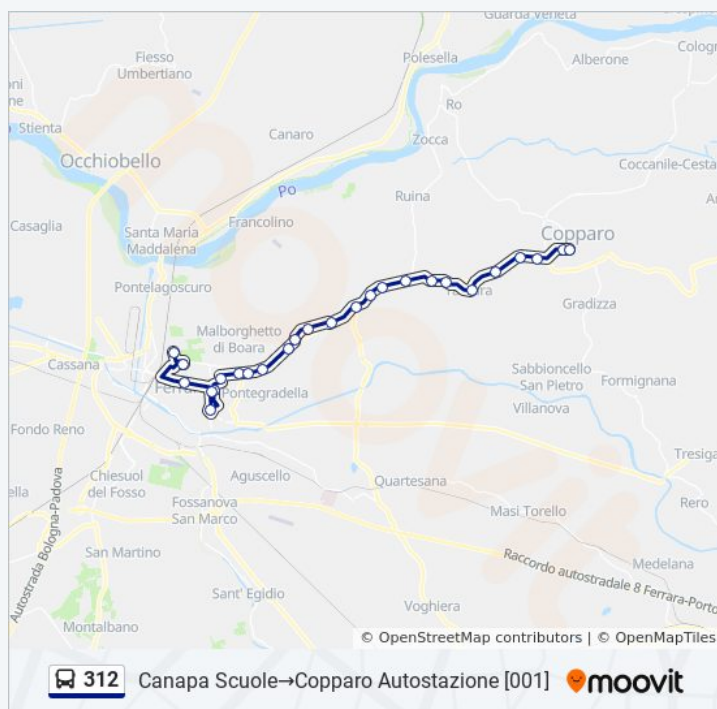 Guarda Veneta
Polesella
Fiesso
Umbertiano
Alberone
Ro
Stienta
Canaro
Zocca
Occhiobello
Coccanile-Cesta
Po
Ruina
Casaglia
Francolino
Santa Maria
Maddalena
Copparo
Pontelagoscuro
Gradizza
Malborghetto
di Boara
Cassana
Sabbioncello
San Pietro
Formignana
Pontegradella
Villanova
Fondo Reno
Tresiga
Chiesuol
del Fosso
Aguscello
Quartesana
Rero
Fossanova
San Marco
Masi Torello
Autostrada Bologna-Padova
San Martino
Medelana
Raccordo autostradale 8 Ferrara-Porto
Sant' Egidio
Voghiera
Montalbano
© OpenStreetMap contributors | © OpenMapTiles
312 Canapa Scuole→Copparo Autostazione [001] moovit